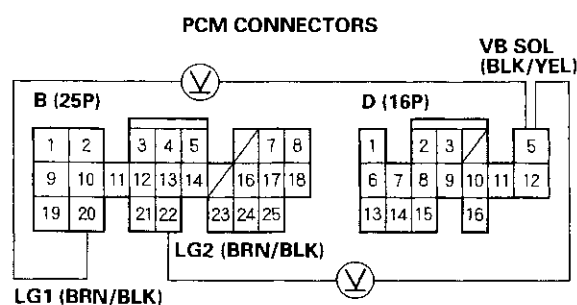 PCM CONNECTORS
VB SOL
(BLK/YEL)
V
B (25P)
D (16P)
1 2 3 4 5 7 8
9 10 11 12 13 14 16 17 18
19 20 21 22 23 24 25
1 2 3 5
6 7 8 9 10 11 12
13 14 15 16
LG2 (BRN/BLK)
V
LG1 (BRN/BLK)